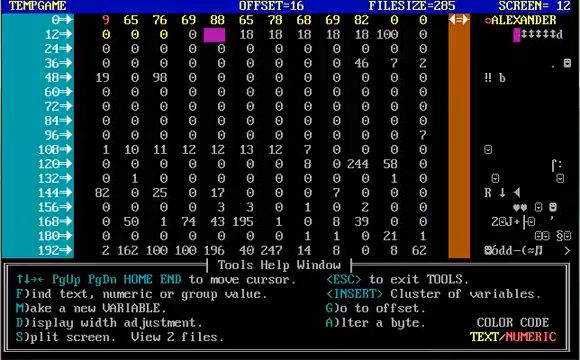 TEMPGAME OFFSET=16 FILESIZE=285 SCREEN= 12
0→ 9 65 76 69 88 65 78 68 69 82 0 0 ◄=► ○ALEXANDER
12→ 0 0 0 0 18 18 18 18 18 100 0 ↕↕↕↕↕d
24→ 0 0 0 0 0 0 0 0 0 0 0 0
36→ 0 0 0 0 0 0 0 0 0 46 7 2 .
48→ 19 0 98 0 0 0 0 0 0 0 0 0 ‼ b
60→ 0 0 0 0 0 0 0 0 0 0 0 0
72→ 0 0 0 0 0 0 0 0 0 0 0 0
84→ 0 0 0 0 0 0 0 0 0 0 0 0
96→ 0 0 0 0 0 0 0 0 0 0 0 7
108→ 1 10 11 12 12 13 12 7 0 0 0 0
120→ 0 0 0 0 0 0 0 8 0 244 58 0 ⌠:
132→ 0 1 0 0 0 0 0 0 0 0 1 0
144→ 82 0 25 0 17 0 0 0 7 0 0 0 R ↓ ◄
156→ 0 0 0 0 3 3 0 1 0 2 0 0 ♥♥
168→ 0 50 1 74 43 195 1 0 8 39 0 0 2 J+├ '
180→ 0 0 0 0 0 1 0 0 0 21 1 0 §
192→ 2 162 100 100 196 40 247 14 8 0 8 62 ódd─(≈♫ >
Tools Help Window
↑↓→← PgUp PgDn HOME END to move cursor. <ESC> to exit TOOLS.
F)ind text, numeric or group value. <INSERT> Cluster of variables.
M)ake a new VARIABLE. G)o to offset.
D)isplay width adjustment. A)lter a byte.
S)plit screen. View 2 files. COLOR CODE
TEXT/NUMERIC